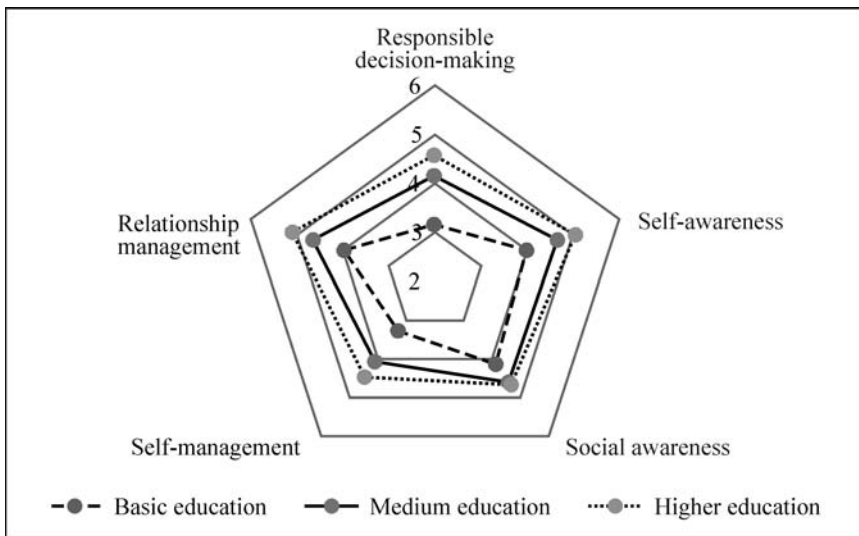 Responsible
decision-making
6
5
4
3
2
Relationship
management
Self-awareness
Self-management
Social awareness
Basic education
Medium education
Higher education